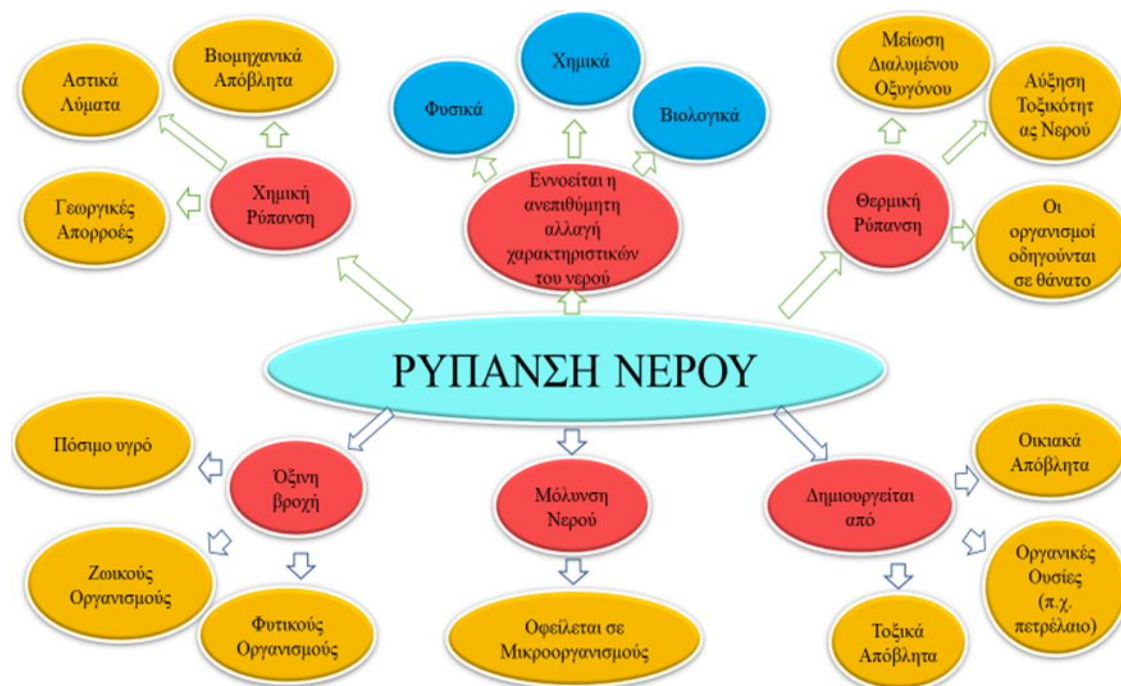 Αστικά
Λύματα
Βιομηχανικά
Απόβλητα
Γεωργικές
Απορροές
Χημική
Ρύπανση
Φυσικά
Χημικά
Βιολογικά
Εννοείται η
ανεπιθύμητη
αλλαγή
χαρακτηριστικών
του νερού
Μείωση
Διαλυμένου
Οξυγόνου
Αύξηση
Τοξικότητ
ας Νερού
Θερμική
Ρύπανση
Οι
οργανισμοί
οδηγούνται
σε θάνατο
ΡΥΠΑΝΣΗ ΝΕΡΟΥ
Πόσιμο υγρό
Όξινη
βροχή
Ζωικούς
Οργανισμούς
Φυτικούς
Οργανισμούς
Μόλυνση
Νερού
Οφείλεται σε
Μικροοργανισμούς
Δημιουργείται
από
Οικιακά
Απόβλητα
Οργανικές
Ουσίες
(π.χ.
πετρέλαιο)
Τοξικά
Απόβλητα